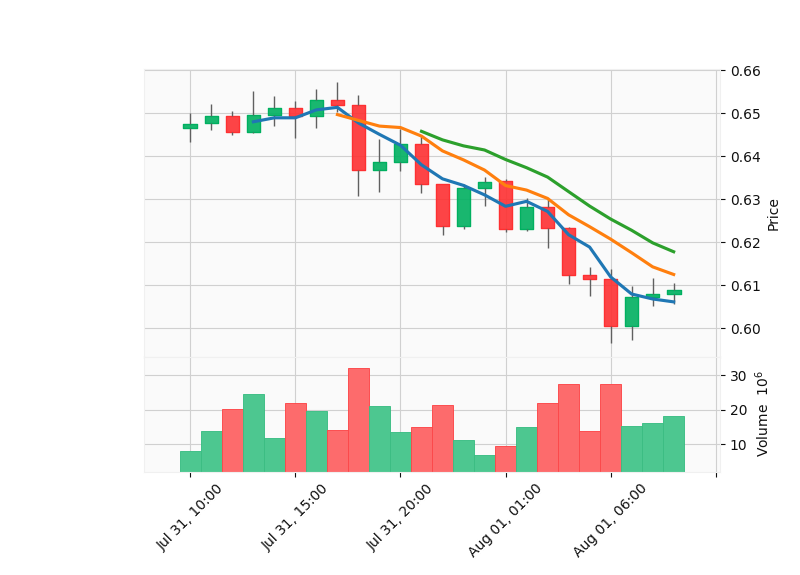 0.66
0.65
0.64
0.63
0.62
0.61
0.60
Price
30
20
10
Volume 10⁶
Jul 31, 10:00
Jul 31, 15:00
Jul 31, 20:00
Aug 01, 01:00
Aug 01, 06:00